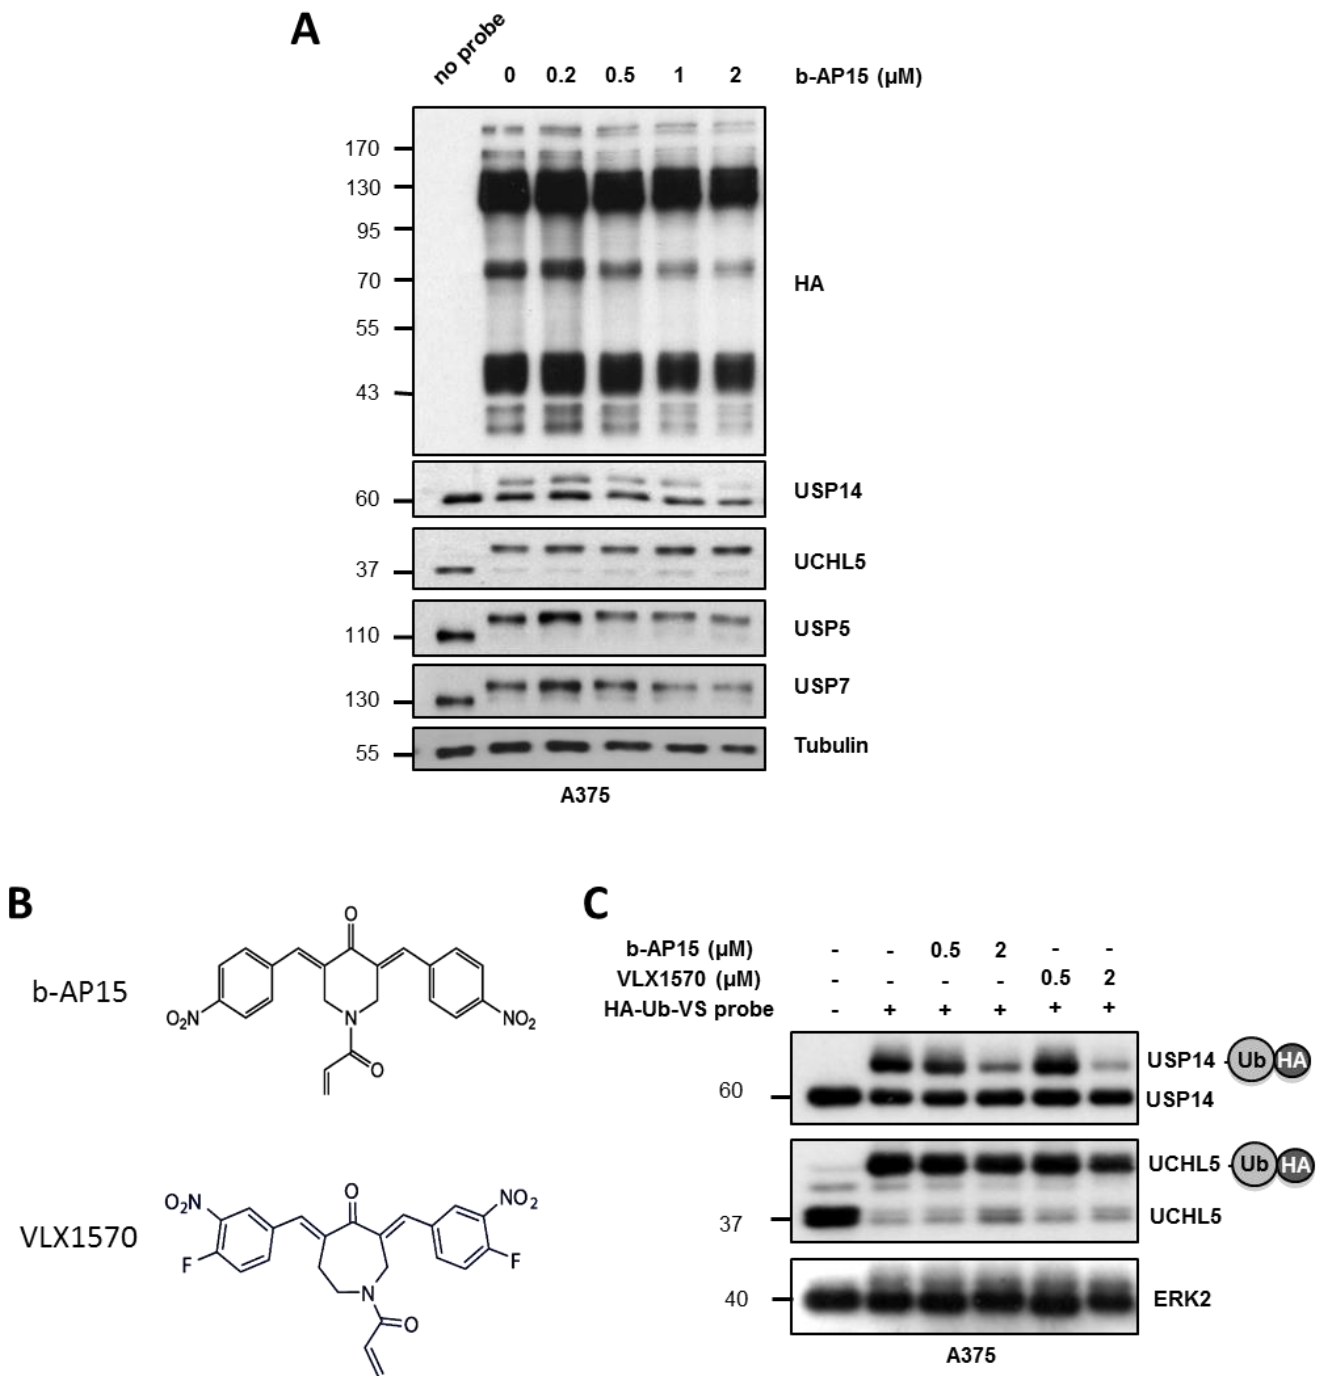 A
no probe
0 0.2 0.5 1 2 b-AP15 (µM)
170
130
95
70
55
43
HA
60 USP14
37 UCHL5
110 USP5
130 USP7
55 Tubulin
A375
B
b-AP15
O
O₂N NO₂
N
O
VLX1570
O₂N O NO₂
F F
N
O
C
b-AP15 (µM) - - 0.5 2 - -
VLX1570 (µM) - - - - 0.5 2
HA-Ub-VS probe - + + + + +
USP14 - Ub HA
60 USP14
UCHL5 - Ub HA
37 UCHL5
40 ERK2
A375